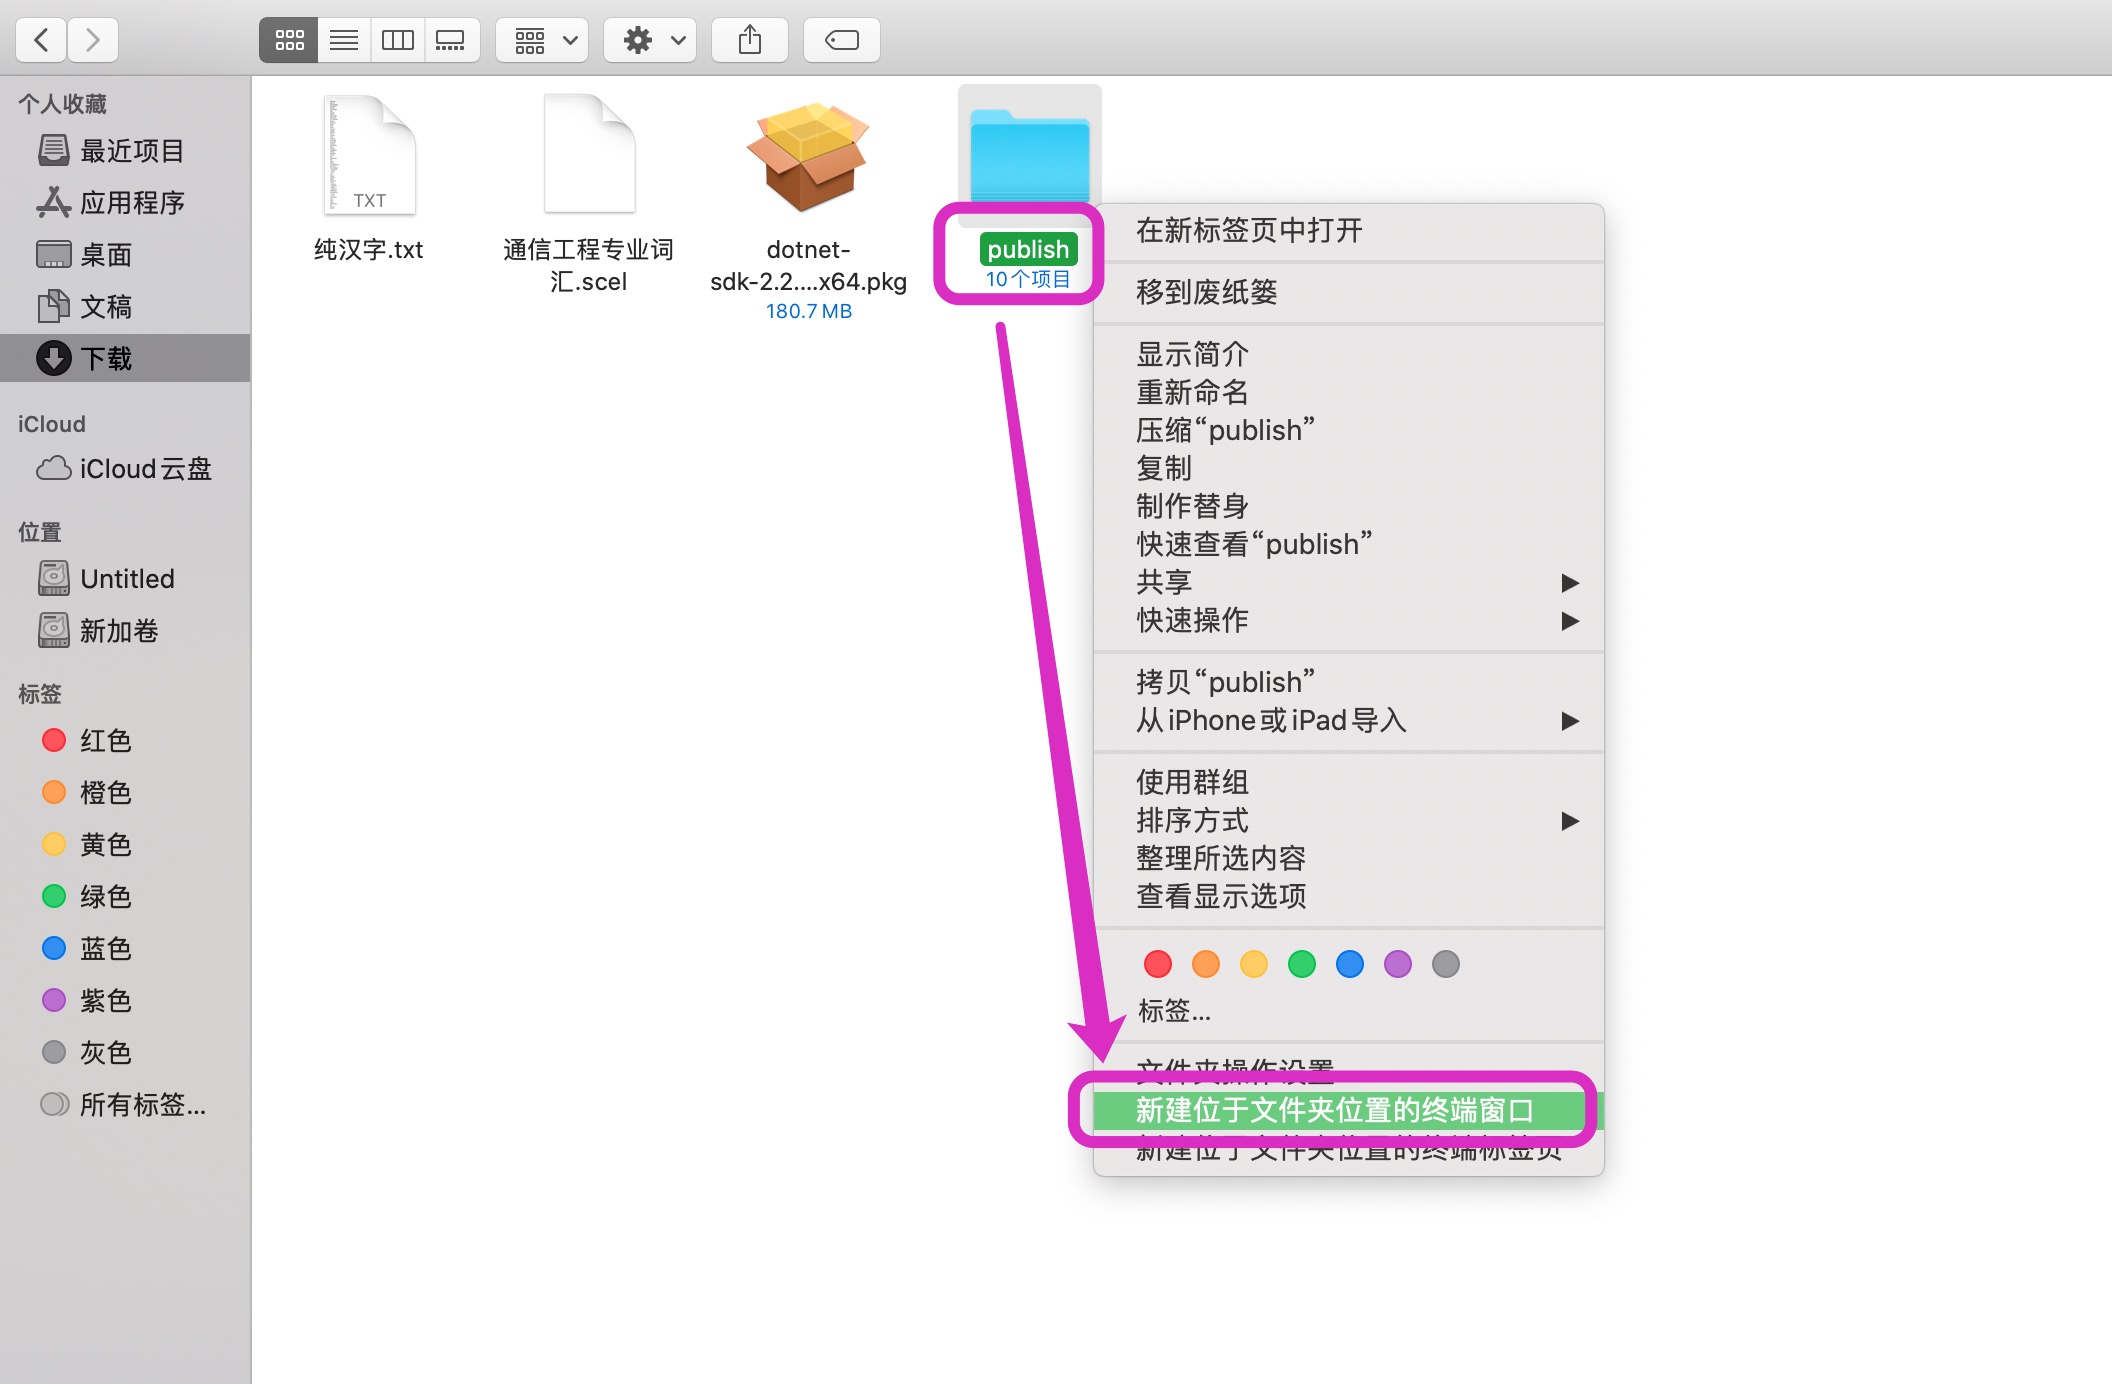 个人收藏
最近项目
应用程序
桌面
文稿
下载
iCloud
iCloud云盘
位置
Untitled
新加卷
标签
红色
橙色
黄色
绿色
蓝色
紫色
灰色
所有标签...
TXT
纯汉字.txt
通信工程专业词
汇.scel
dotnet-
sdk-2.2....x64.pkg
180.7 MB
publish
10个项目
在新标签页中打开
移到废纸篓
显示简介
重新命名
压缩“publish”
复制
制作替身
快速查看“publish”
共享
快速操作
拷贝“publish”
从iPhone或iPad导入
使用群组
排序方式
整理所选内容
查看显示选项
标签...
文件夹操作设置
新建位于文件夹位置的终端窗口
新建位于文件夹位置的终端标签页